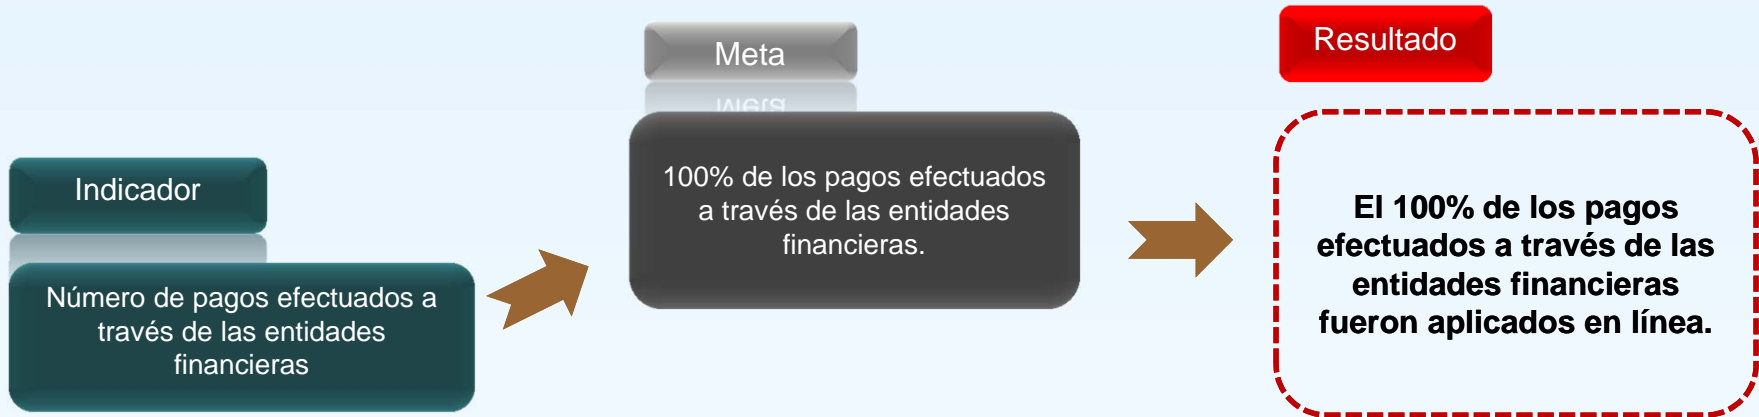 Indicador
Número de pagos efectuados a
través de las entidades
financieras
Meta
100% de los pagos efectuados
a través de las entidades
financieras.
Resultado
El 100% de los pagos
efectuados a través de las
entidades financieras
fueron aplicados en línea.